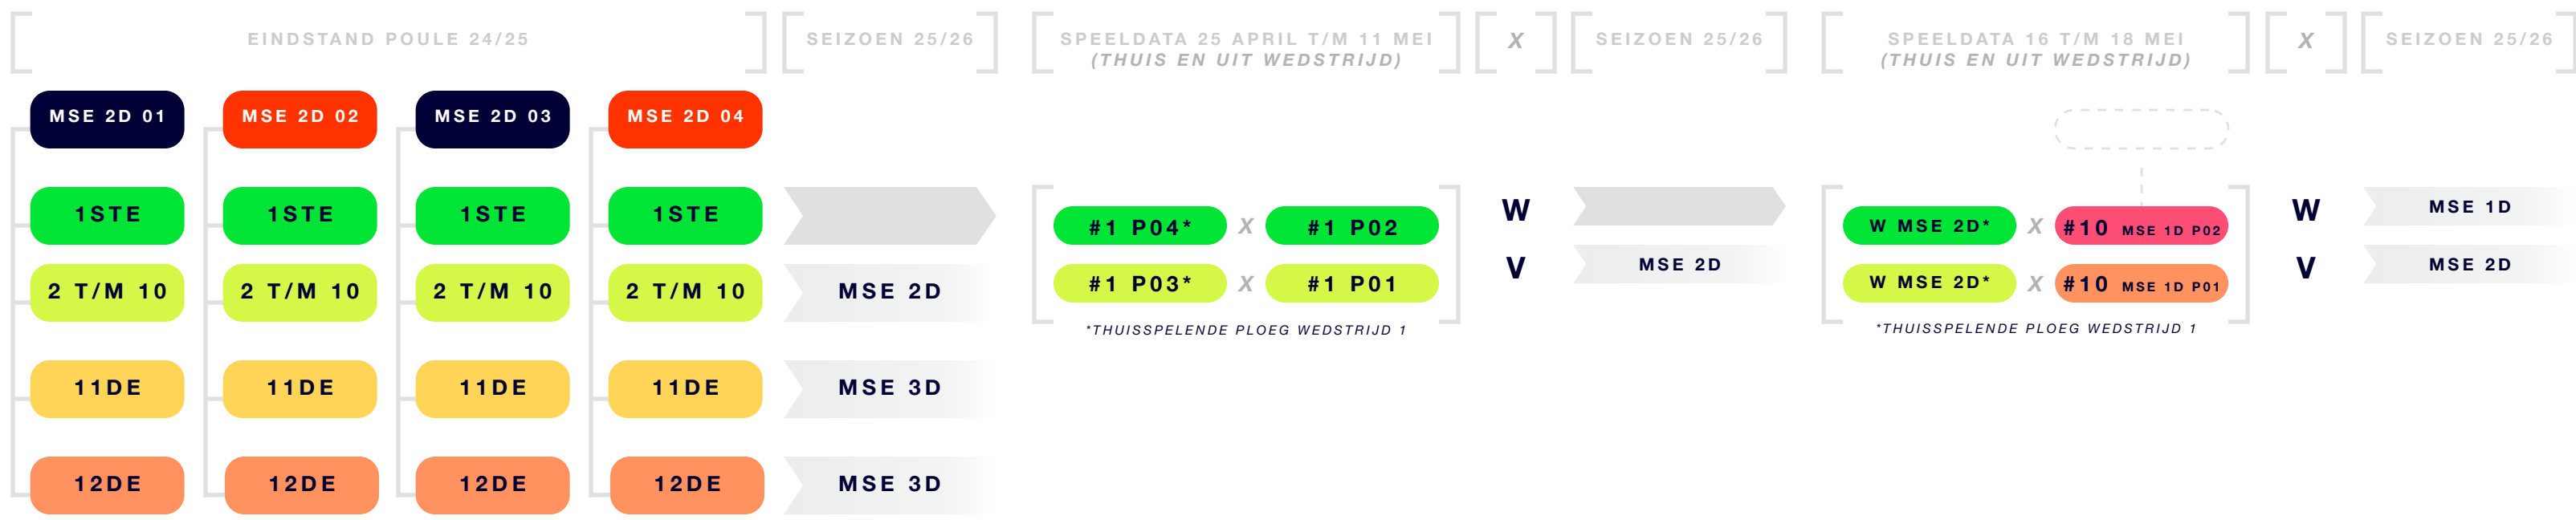 EINDSTAND POULE 24/25
SEIZOEN 25/26
SPEELDATA 25 APRIL T/M 11 MEI
(THUIS EN UIT WEDSTRIJD)
X
SEIZOEN 25/26
SPEELDATA 16 T/M 18 MEI
(THUIS EN UIT WEDSTRIJD)
X
SEIZOEN 25/26
MSE 2D 01 MSE 2D 02 MSE 2D 03 MSE 2D 04
1STE 1STE 1STE 1STE
2 T/M 10 2 T/M 10 2 T/M 10 2 T/M 10 MSE 2D
11DE 11DE 11DE 11DE MSE 3D
12DE 12DE 12DE 12DE MSE 3D
#1 P04* X #1 P02
#1 P03* X #1 P01
*THUISSPELENDE PLOEG WEDSTRIJD 1
W
V MSE 2D
W MSE 2D* X #10 MSE 1D P02
W MSE 2D* X #10 MSE 1D P01
*THUISSPELENDE PLOEG WEDSTRIJD 1
W MSE 1D
V MSE 2D